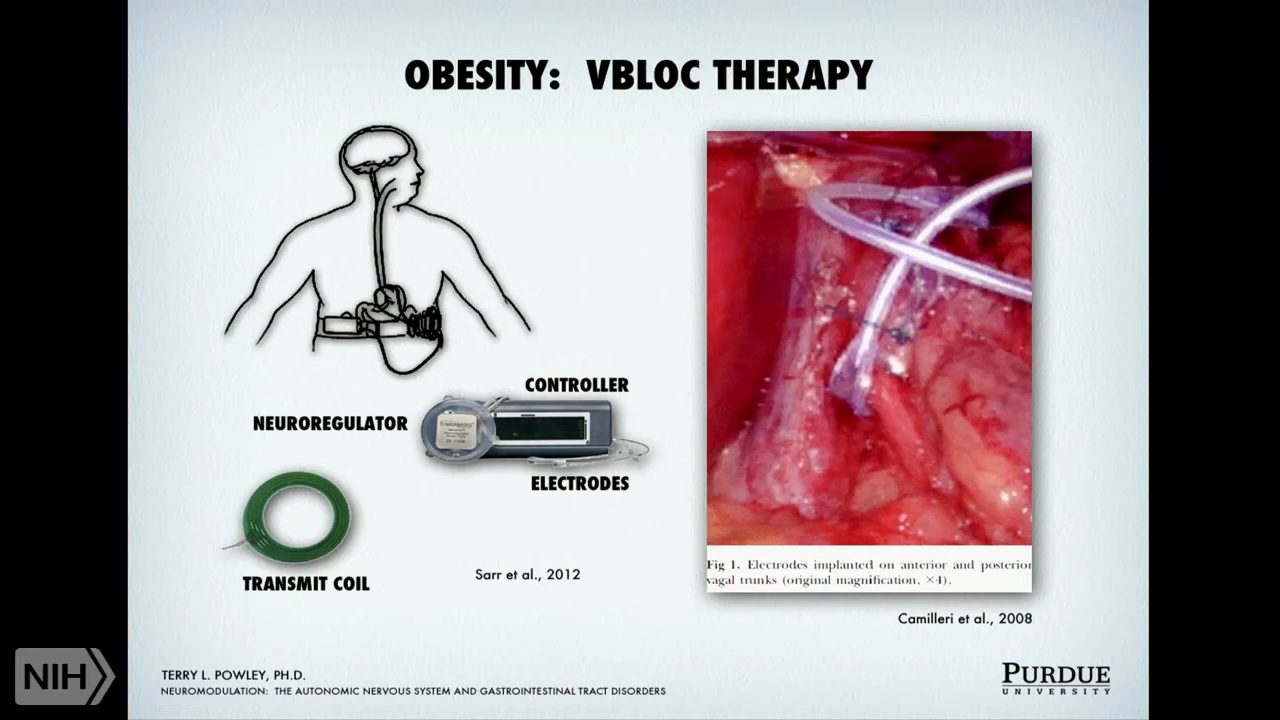 OBESITY: VBLOC THERAPY
CONTROLLER
NEUROREGULATOR
ELECTRODES
TRANSMIT COIL
Sarr et al., 2012
Fig 1. Electrodes implanted on anterior and posterior
vagal trunks (original magnification, ×4).
Camilleri et al., 2008
NIH
TERRY L. POWLEY, PH.D.
NEUROMODULATION: THE AUTONOMIC NERVOUS SYSTEM AND GASTROINTESTINAL TRACT DISORDERS
PURDUE
UNIVERSITY